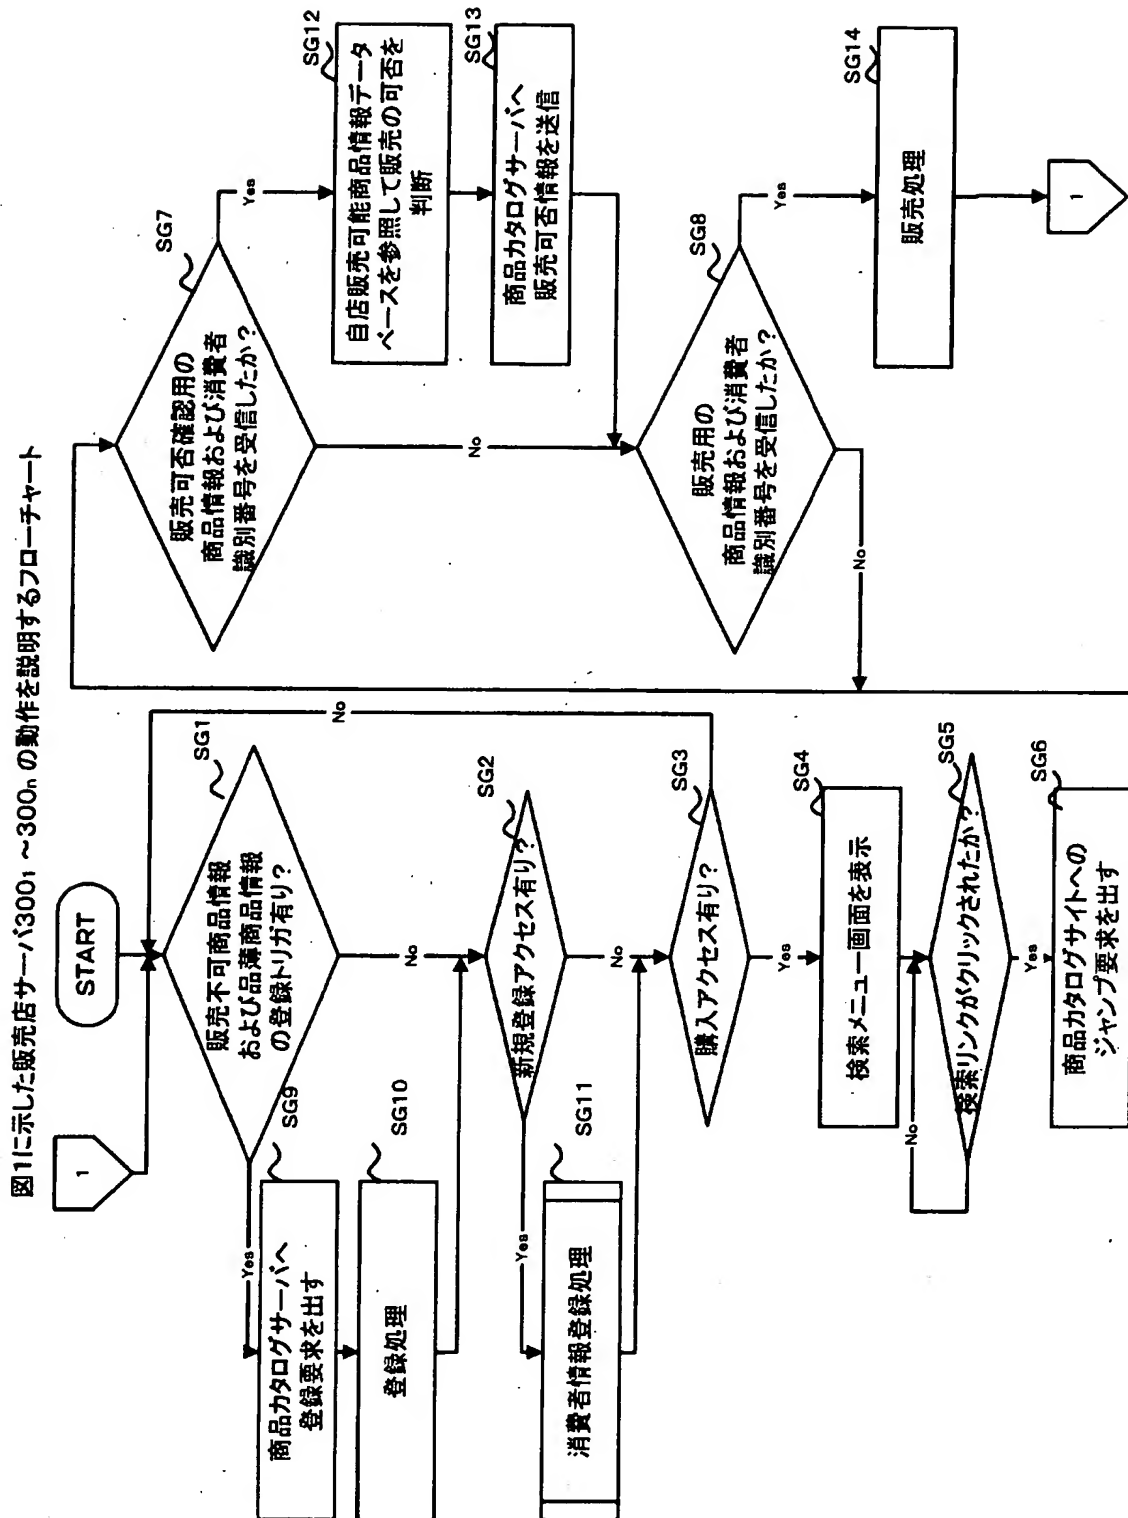 図1に示した販売店サーバ300₁～300ₙの動作を説明するフローチャート
1
START
販売不可商品情報
および品薄商品情報
の登録トリガ有り？
SG1
Yes
No
商品カタログサーバへ
登録要求を出す
SG9
登録処理
SG10
新規登録アクセス有り？
SG2
Yes
No
消費者情報登録処理
SG11
購入アクセス有り？
SG3
No
Yes
検索メニュー画面を表示
SG4
検索リンクがクリックされたか？
SG5
No
Yes
商品カタログサイトへの
ジャンプ要求を出す
SG6
販売可否確認用の
商品情報および消費者
識別番号を受信したか？
SG7
Yes
No
自店販売可能商品情報データ
ベースを参照して販売の可否を
判断
SG12
商品カタログサーバへ
販売可否情報を送信
SG13
販売用の
商品情報および消費者
識別番号を受信したか？
SG8
Yes
No
販売処理
SG14
1